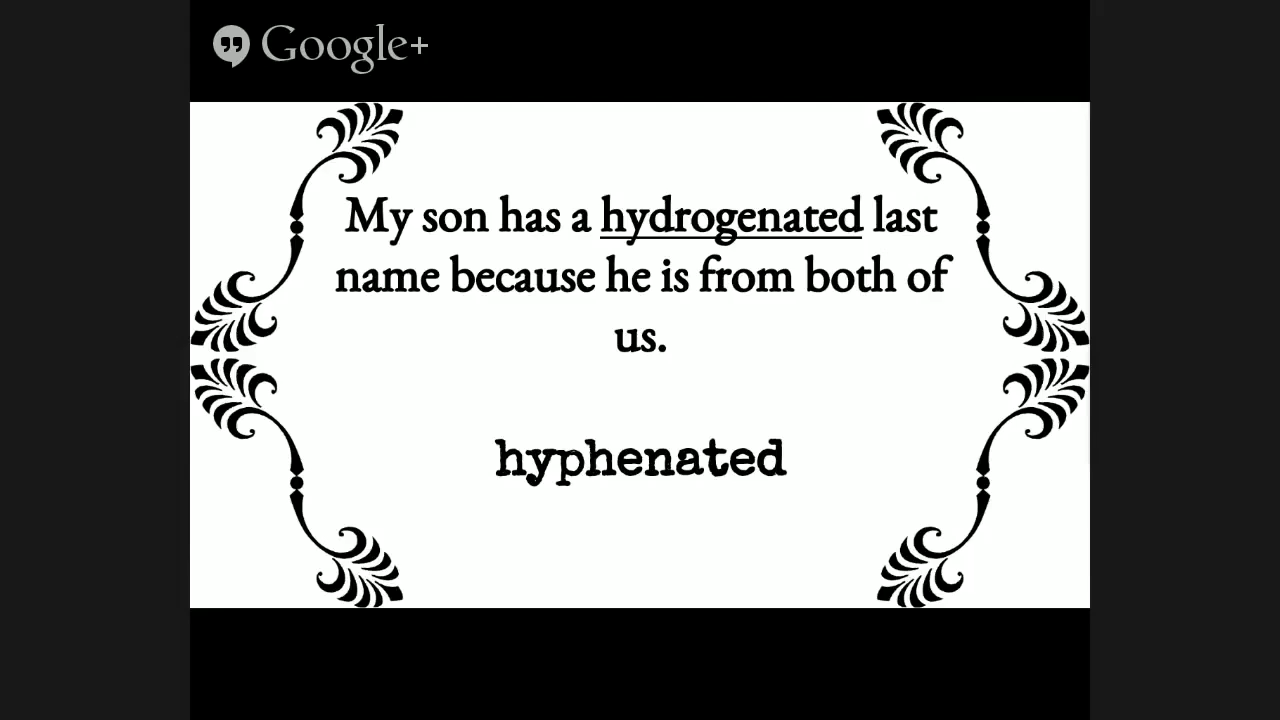 Google+
My son has a hydrogenated last
name because he is from both of
us.
hyphenated